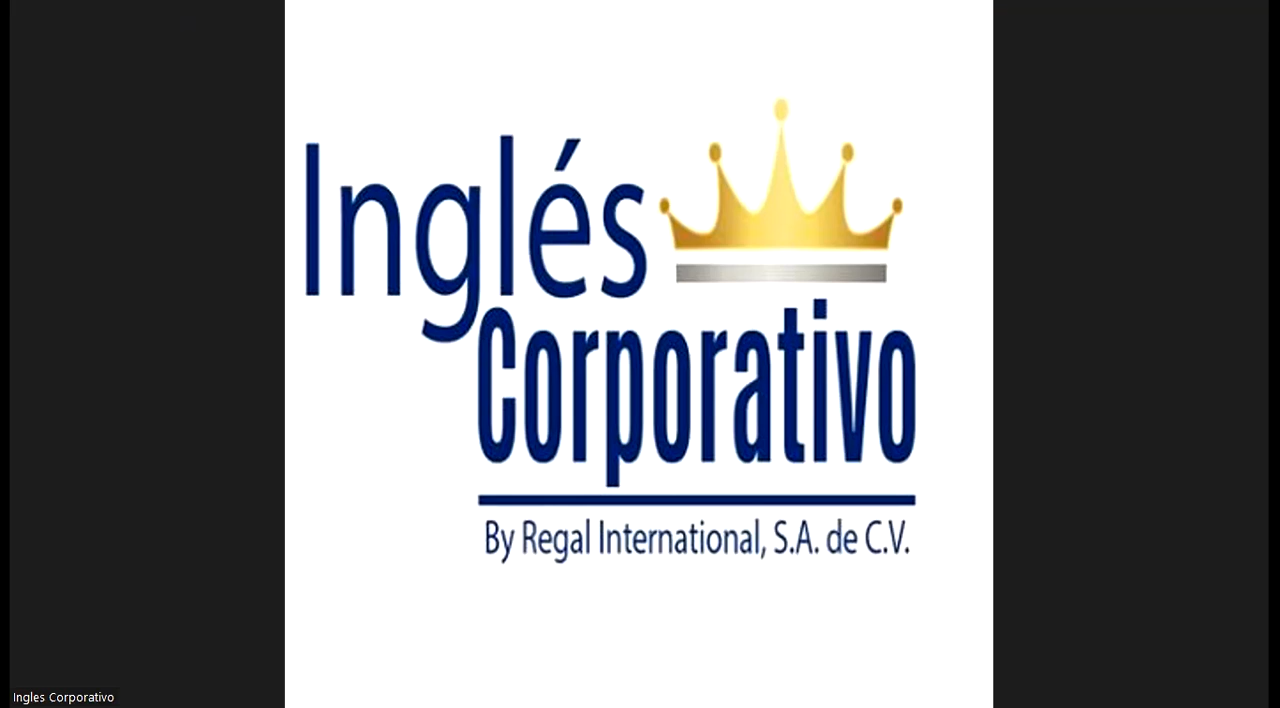 Inglés
Corporativo
By Regal International, S.A. de C.V.
Ingles Corporativo